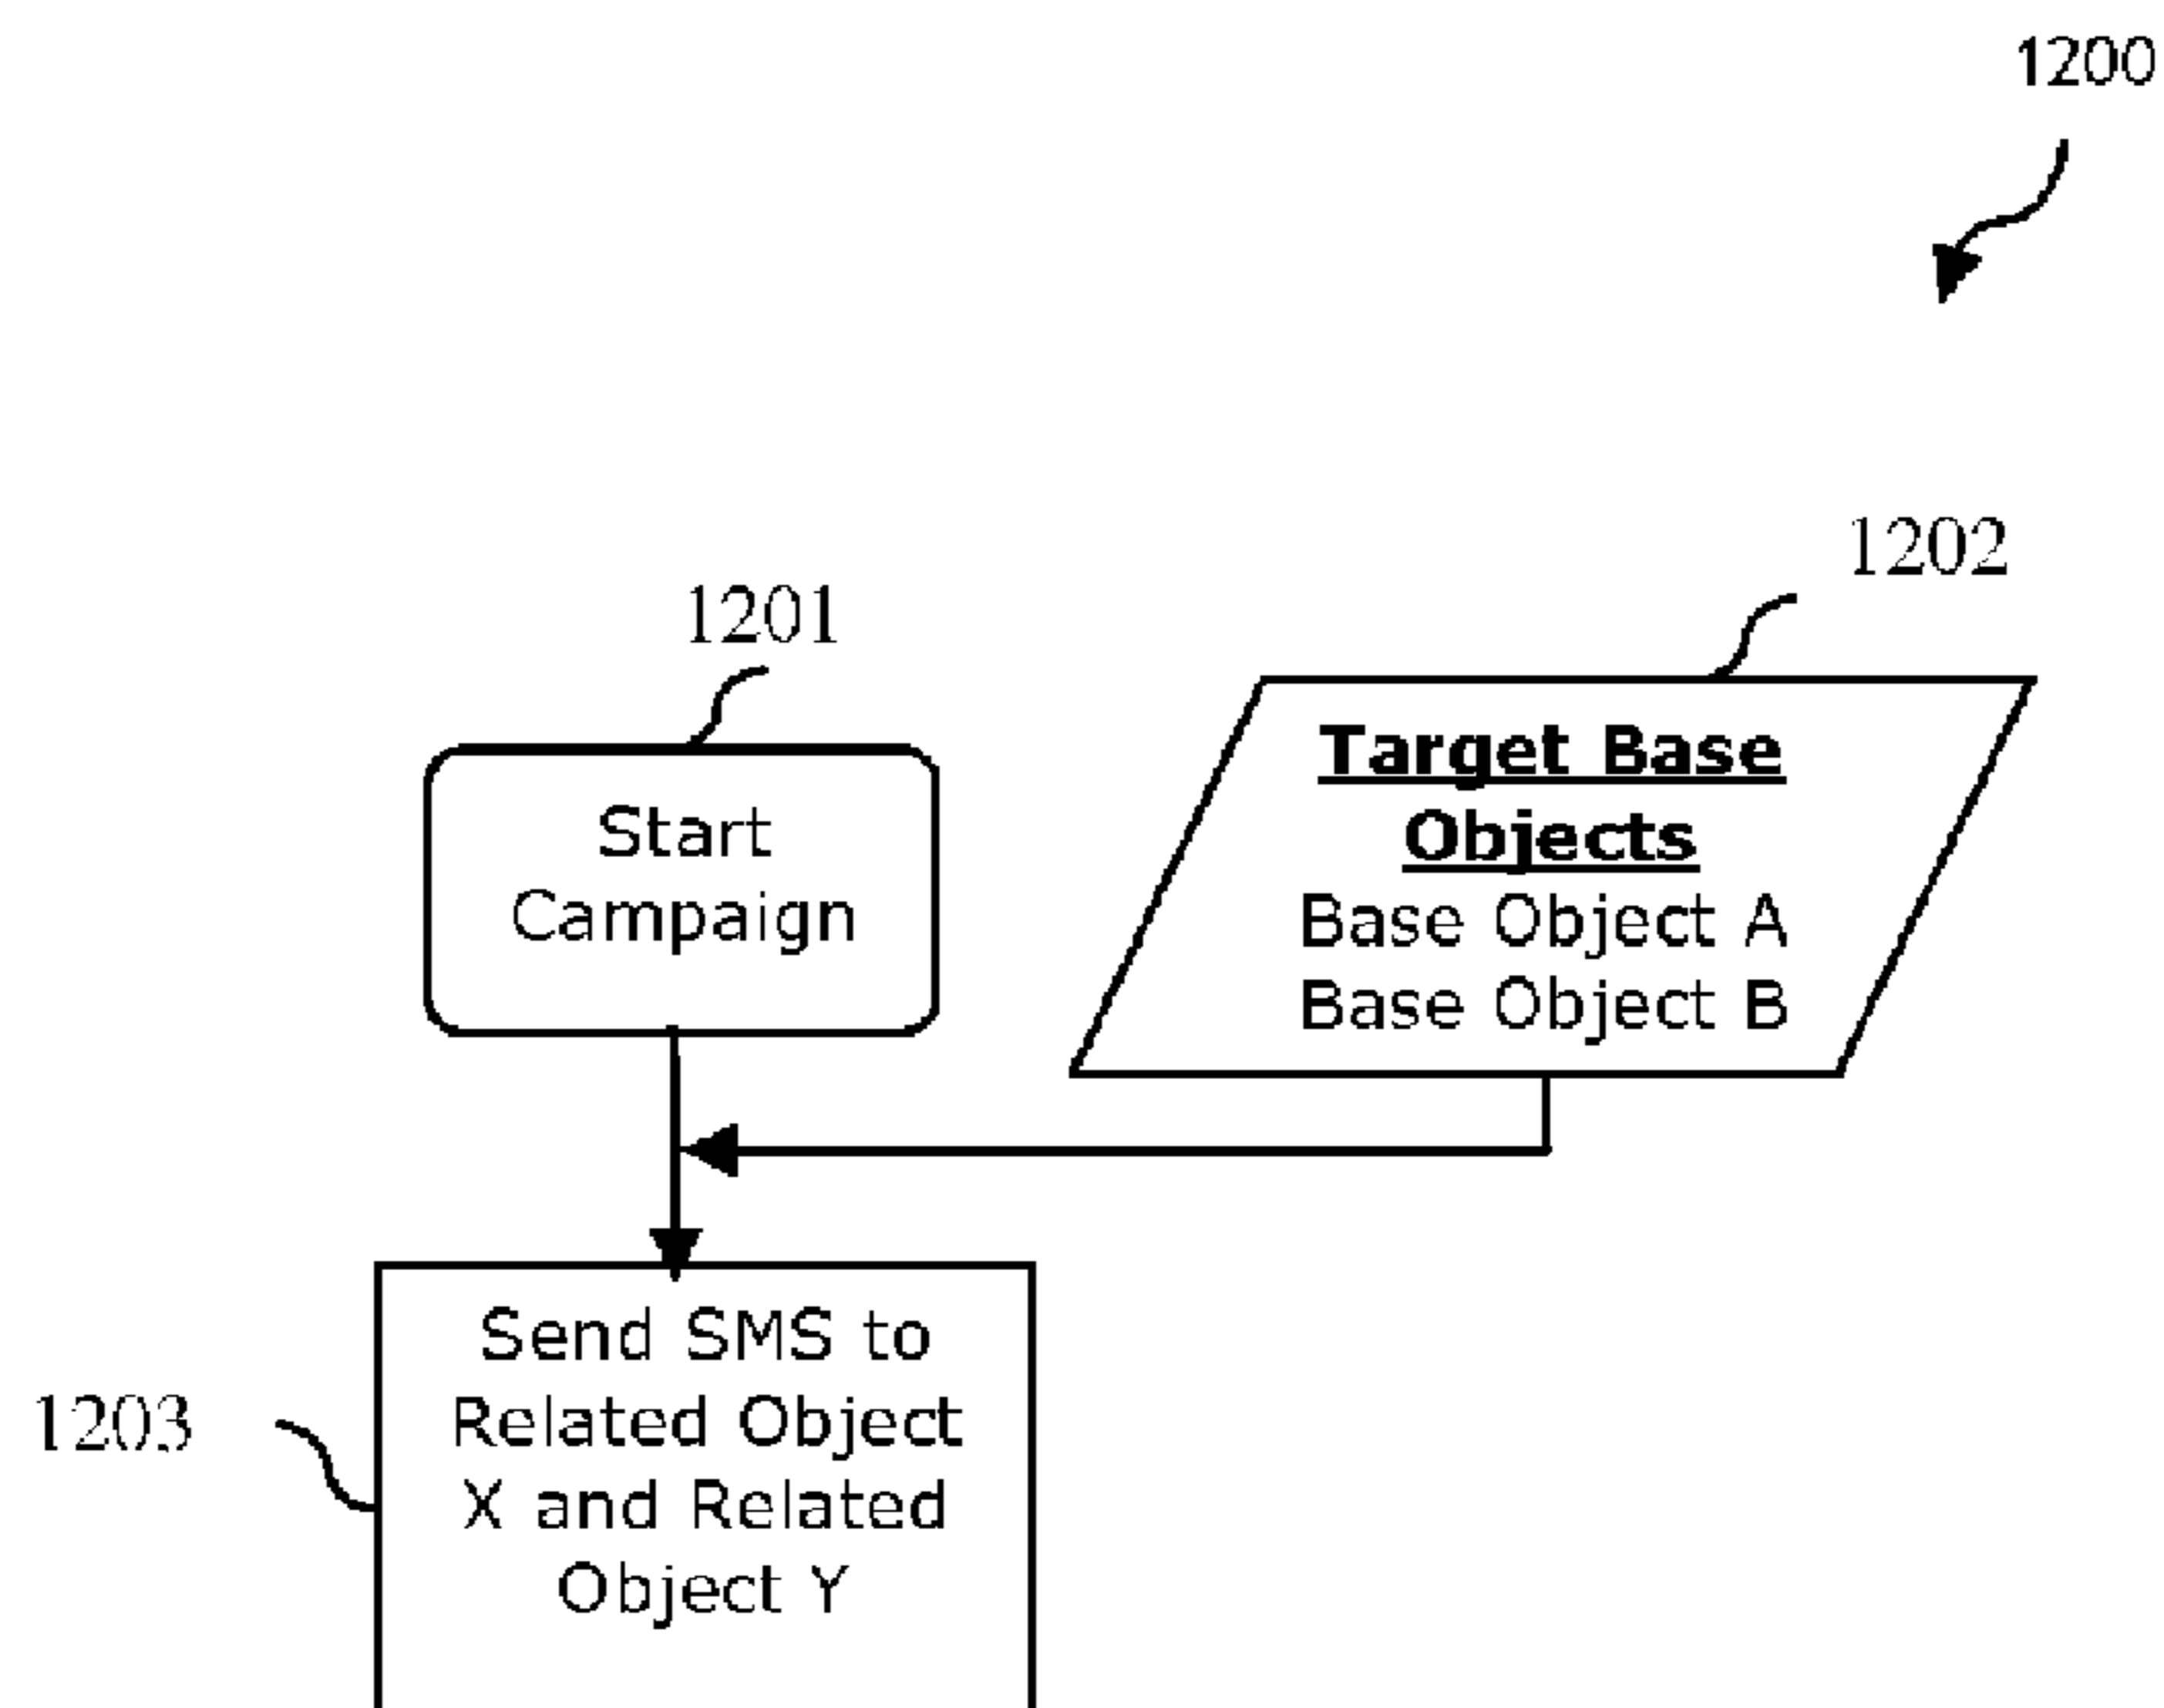 1200
1202
1201
Target Base
Objects
Base Object A
Base Object B
Start
Campaign
Send SMS to
Related Object
X and Related
Object Y
1203